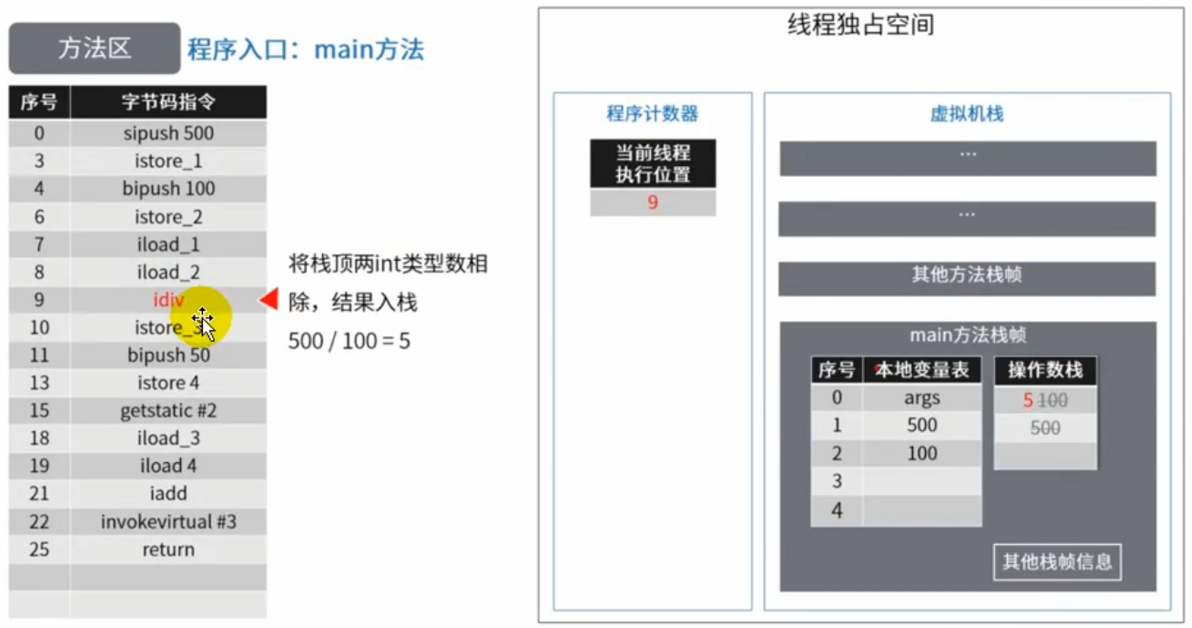 方法区 程序入口：main方法
序号 字节码指令
0 sipush 500
3 istore_1
4 bipush 100
6 istore_2
7 iload_1
8 iload_2
9 idiv
10 istore_3
11 bipush 50
13 istore 4
15 getstatic #2
18 iload_3
19 iload 4
21 iadd
22 invokevirtual #3
25 return
将栈顶两int类型数相
除，结果入栈
500 / 100 = 5
线程独占空间
程序计数器
当前线程
执行位置
9
虚拟机栈
...
...
其他方法栈帧
main方法栈帧
序号 本地变量表
0 args
1 500
2 100
3
4
操作数栈
5 100
500
其他栈帧信息